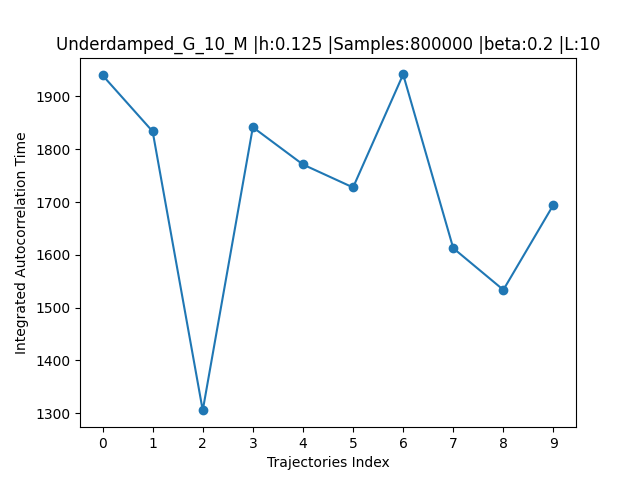 Underdamped_G_10_M |h:0.125 |Samples:800000 |beta:0.2 |L:10
1900
1800
1700
1600
1500
1400
1300
Integrated Autocorrelation Time
0 1 2 3 4 5 6 7 8 9
Trajectories Index